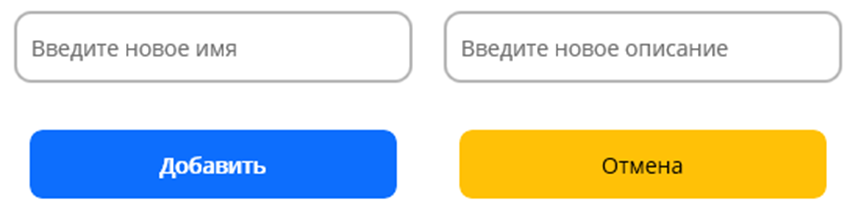 Введите новое имя
Введите новое описание
Добавить
Отмена